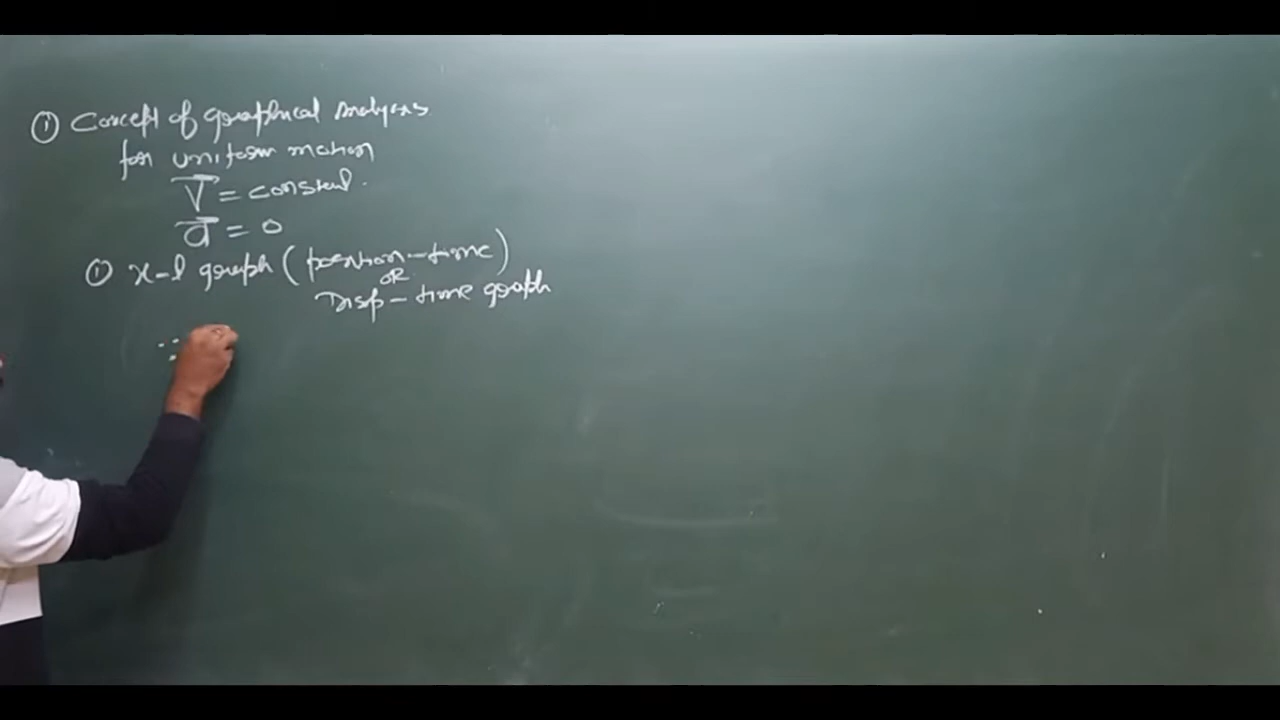 ① Concept of graphical Analysis
for uniform motion
V = constant.
a = 0
① x-t graph (position-time)
OR
Disp-time graph
∵